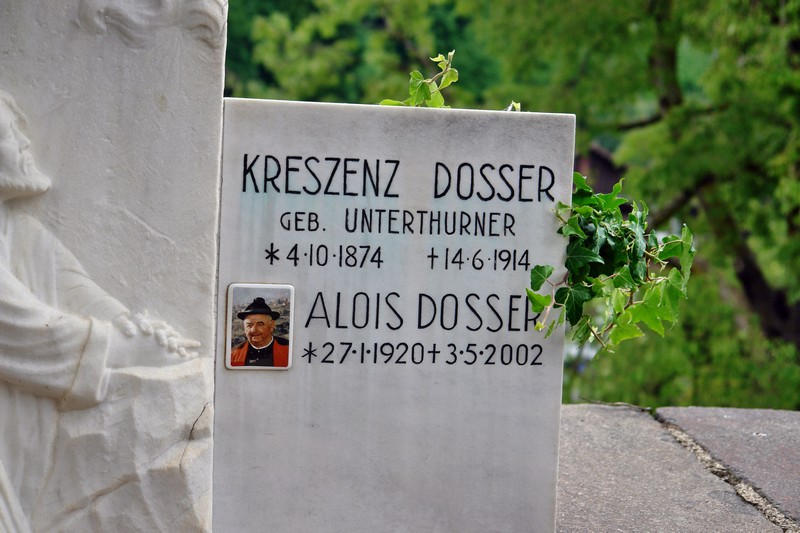 KRESZENZ DOSSER
GEB. UNTERTHURNER
*4·10·1874 †14·6·1914
ALOIS DOSSER
*27·1·1920 †3·5·2002